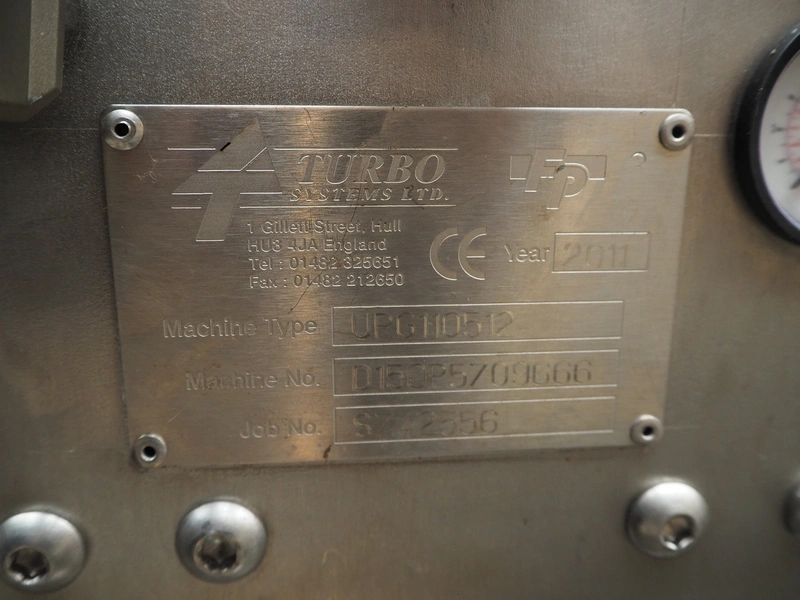 TURBO
SYSTEMS LTD.
FP
1 Gillett Street, Hull
HU3 4JA England
Tel : 01482 325651
Fax : 01482 212650
CE Year 2011
Machine Type UPG110512
Machine No.
Job No.